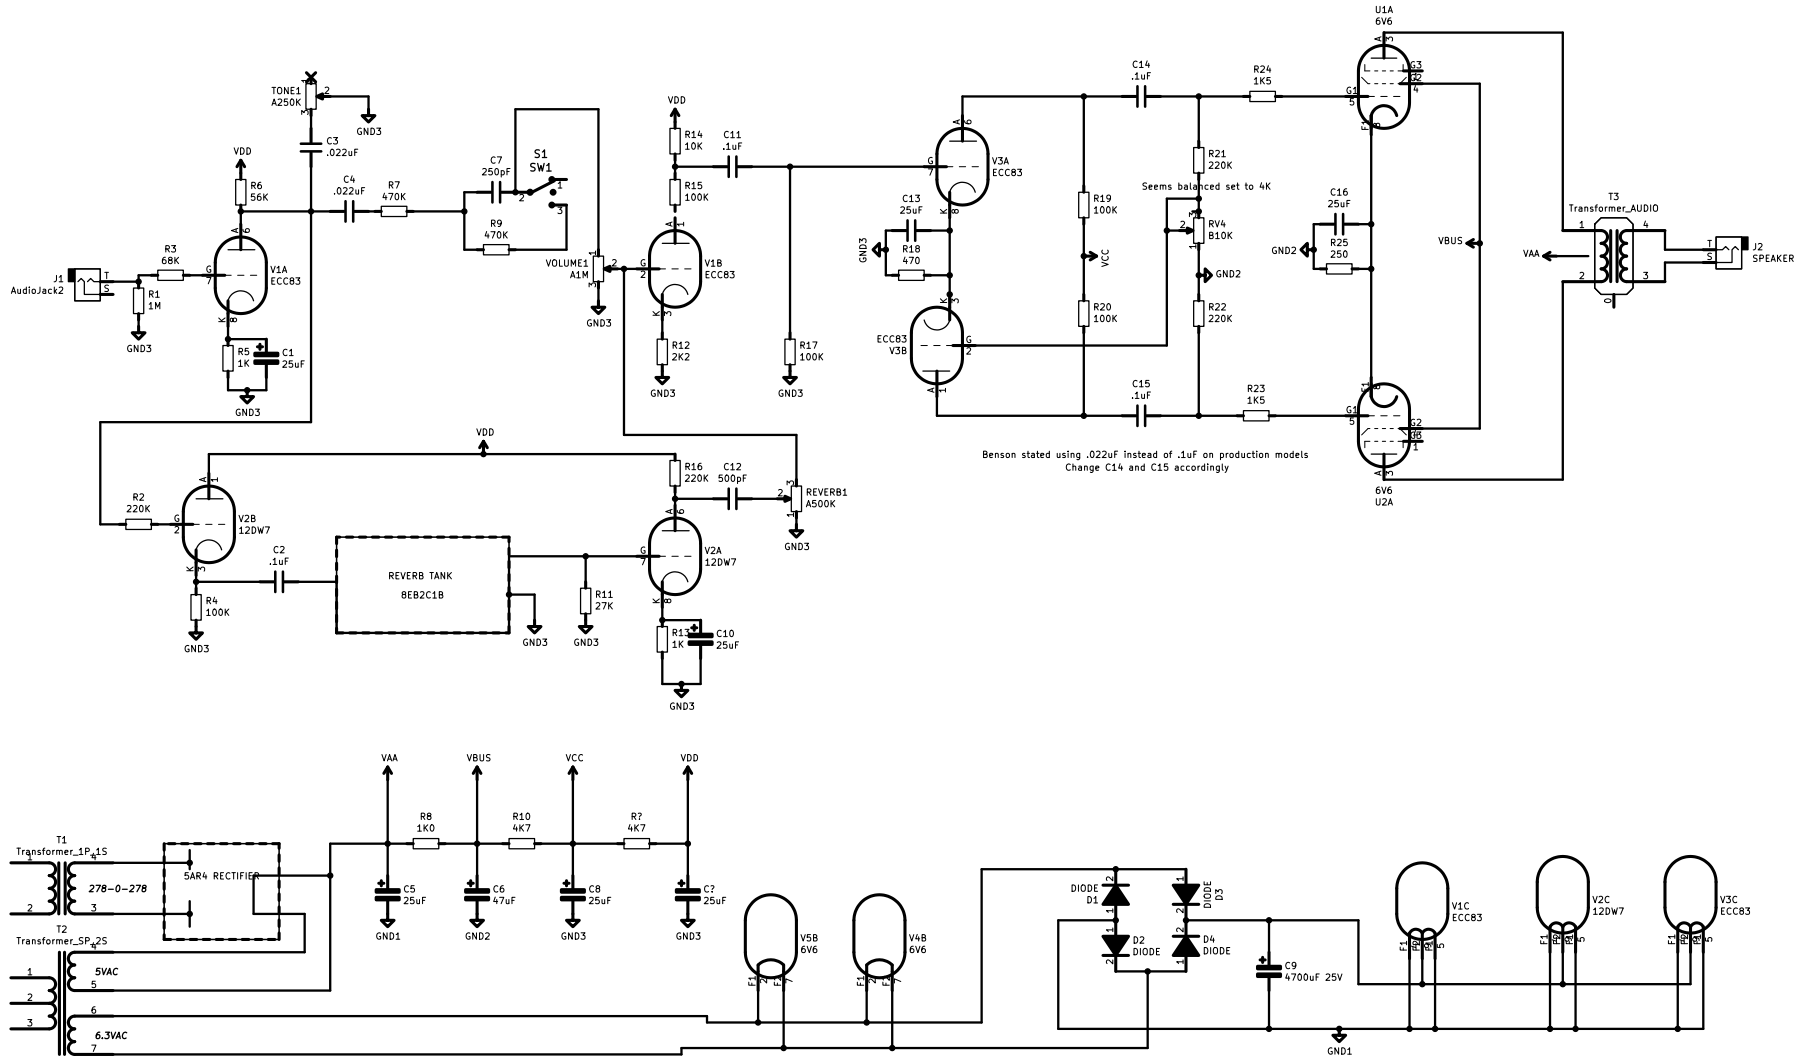 U1A
6V6
C14
.1uF
R24
1K5
TONE1
A250K
GND3
C3
.022uF
VDD
R6
56K
C4
.022uF
R7
470K
C7
250pF
S1
SW1
R9
470K
VDD
R14
10K
C11
.1uF
R15
100K
V3A
ECC83
R21
220K
Seems balanced set to 4K
C13
25uF
R18
470
GND3
R19
100K
RV4
B10K
VCC
GND2
C16
25uF
R25
250
GND2
VBUS
T3
Transformer_AUDIO
VAA
J2
SPEAKER
J1
AudioJack2
R3
68K
R1
1M
GND3
V1A
ECC83
VOLUME1
A1M
GND3
V1B
ECC83
R5
1K
C1
25uF
GND3
R12
2K2
GND3
R17
100K
GND3
ECC83
V3B
R20
100K
R22
220K
C15
.1uF
R23
1K5
Benson stated using .022uF instead of .1uF on production models
Change C14 and C15 accordingly
6V6
U2A
VDD
R2
220K
V2B
12DW7
C2
.1uF
R4
100K
GND3
REVERB TANK
8EB2C1B
GND3
R11
27K
GND3
R16
220K
C12
500pF
REVERB1
A500K
GND3
V2A
12DW7
R13
1K
C10
25uF
GND3
VAA
VBUS
VCC
VDD
R8
1K0
R10
4K7
R?
4K7
T1
Transformer_1P_1S
278-0-278
5AR4 RECTIFIER
C5
25uF
GND1
C6
47uF
GND2
C8
25uF
GND3
C?
25uF
GND3
T2
Transformer_SP_2S
5VAC
6.3VAC
V5B
6V6
V4B
6V6
DIODE
D1
DIODE
D3
D2
DIODE
D4
DIODE
C9
4700uF 25V
GND1
V1C
ECC83
V2C
12DW7
V3C
ECC83